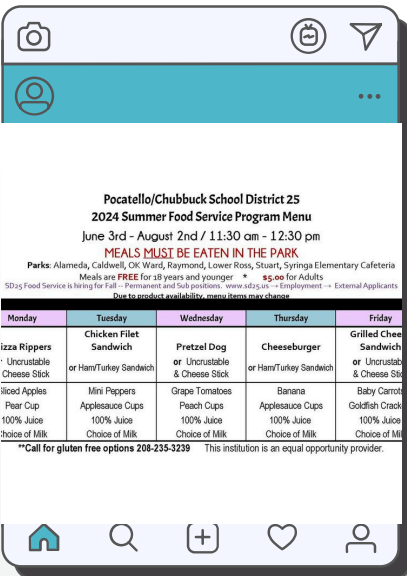 Pocatello/Chubbuck School District 25
2024 Summer Food Service Program Menu
June 3rd - August 2nd / 11:30 am - 12:30 pm
MEALS MUST BE EATEN IN THE PARK
Parks: Alameda, Caldwell, OK Ward, Raymond, Lower Ross, Stuart, Syringa Elementary Cafeteria
Meals are FREE for 18 years and younger * $5.00 for Adults
SD25 Food Service is hiring for Fall -- Permanent and Sub positions. www.sd25.us → Employment → External Applicants
Due to product availability, menu items may change
Monday Tuesday Wednesday Thursday Friday
Chicken Filet Grilled Chee
izza Rippers Sandwich Pretzel Dog Cheeseburger Sandwich
r Uncrustable or Ham/Turkey Sandwich or Uncrustable or Ham/Turkey Sandwich or Uncrustab
Cheese Stick & Cheese Stick & Cheese Stic
Sliced Apples Mini Peppers Grape Tomatoes Banana Baby Carrots
Pear Cup Applesauce Cups Peach Cups Applesauce Cups Goldfish Crack
100% Juice 100% Juice 100% Juice 100% Juice 100% Juice
Choice of Milk Choice of Milk Choice of Milk Choice of Milk Choice of Milk
**Call for gluten free options 208-235-3239 This institution is an equal opportunity provider.